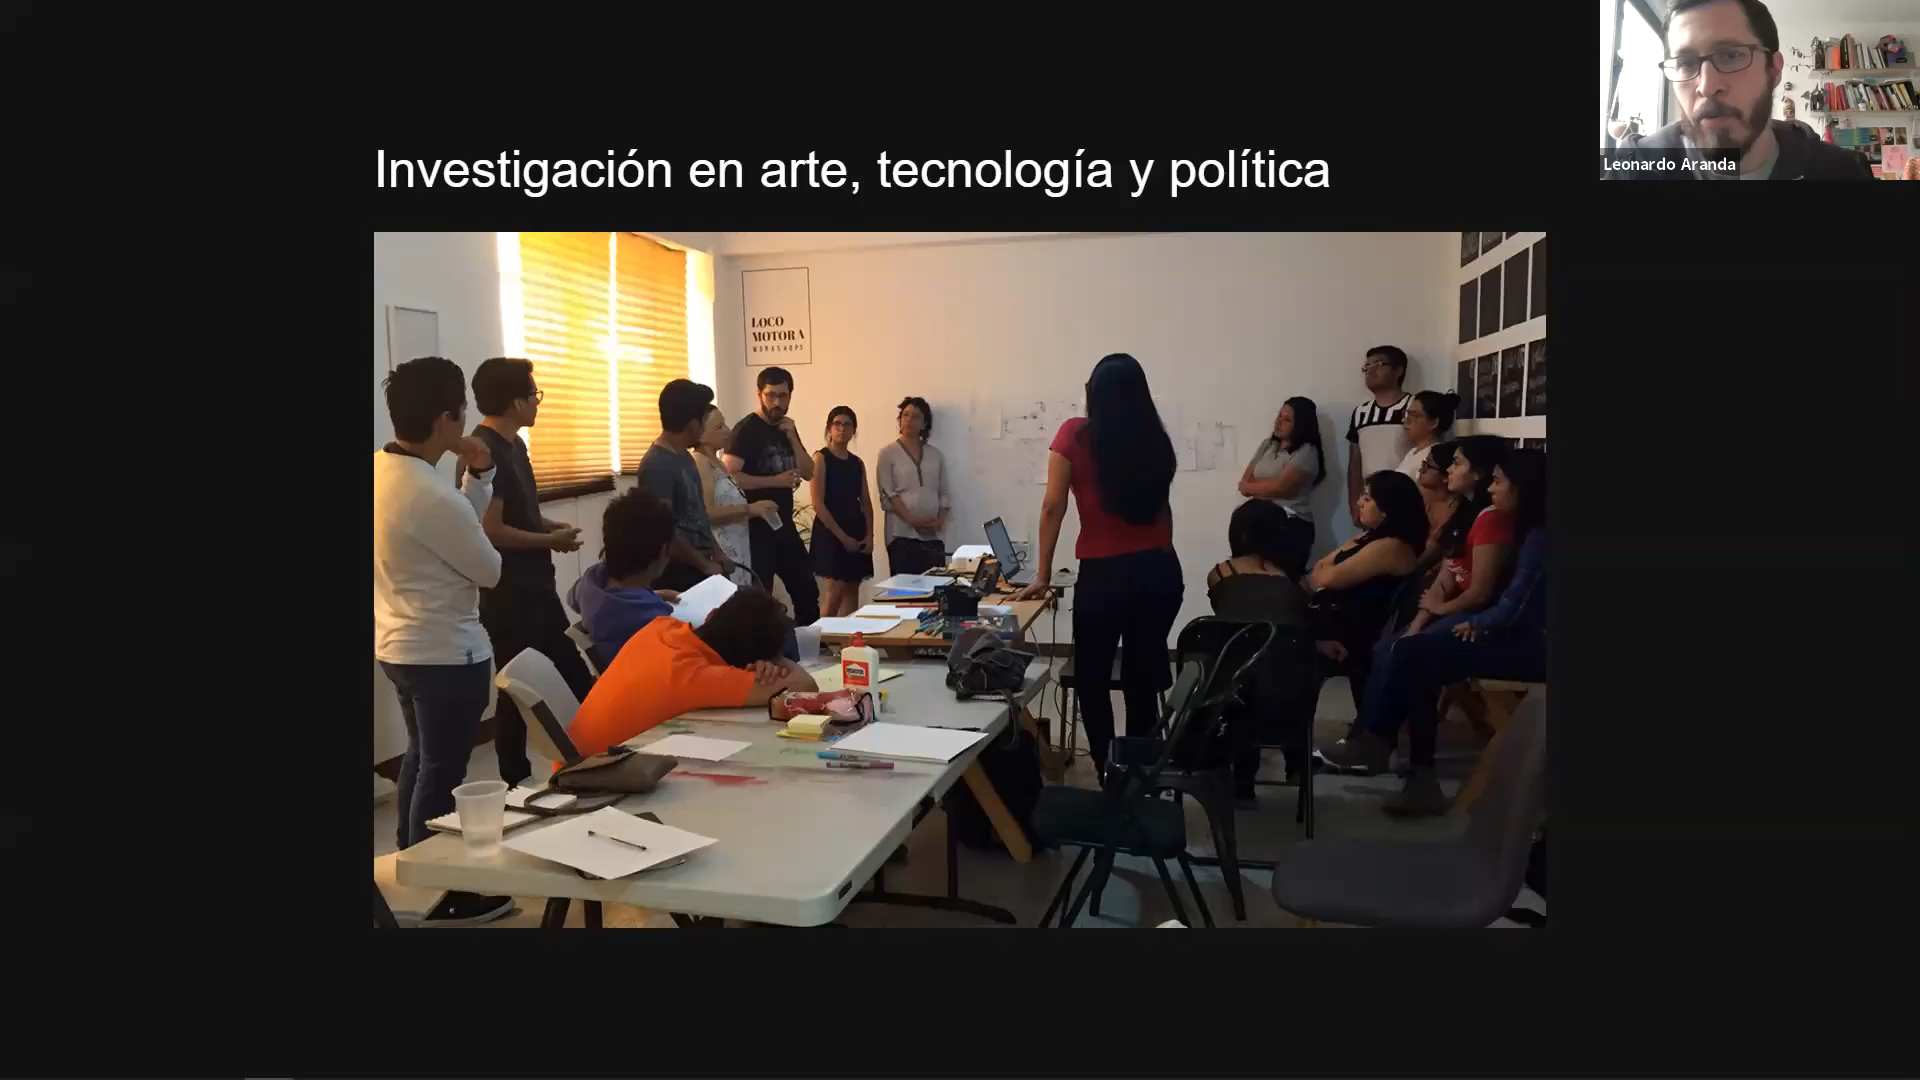 Investigación en arte, tecnología y política
Leonardo Aranda
LOCO
MOTORA
WORKSHOPS